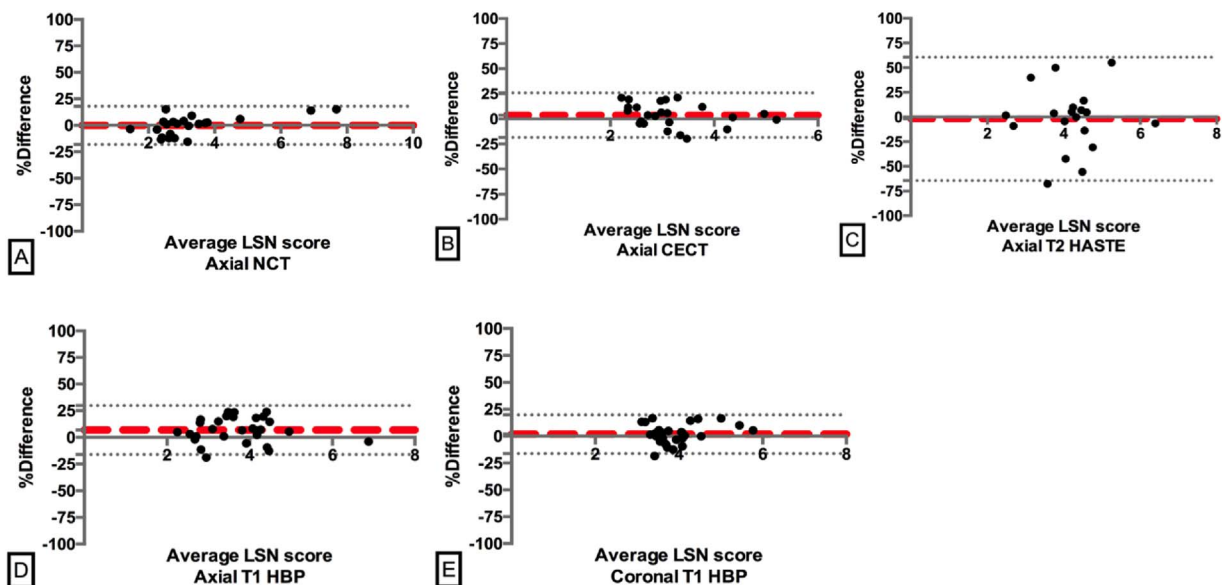 100
75
50
25
0
-25
-50
-75
-100
%Difference
2 4 6 8 10
Average LSN score
Axial NCT
A
100
75
50
25
0
-25
-50
-75
-100
%Difference
2 4 6
Average LSN score
Axial CECT
B
100
75
50
25
0
-25
-50
-75
-100
%Difference
2 4 6 8
Average LSN score
Axial T2 HASTE
C
100
75
50
25
0
-25
-50
-75
-100
%Difference
2 4 6 8
Average LSN score
Axial T1 HBP
D
100
75
50
25
0
-25
-50
-75
-100
%Difference
2 4 6 8
Average LSN score
Coronal T1 HBP
E